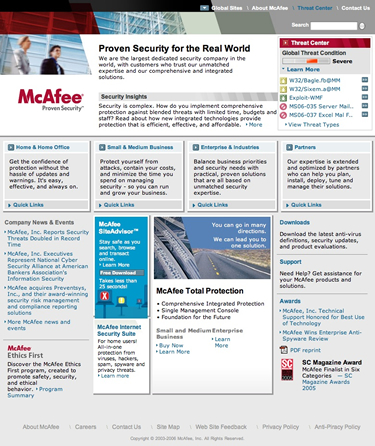 Global Sites \ About McAfee \ Threat Center \ Contact Us
Search
Proven Security for the Real World
We are the largest dedicated security company in the
world, with customers who trust our unmatched
expertise and our comprehensive and integrated
solutions.
Threat Center
Global Threat Condition
Severe
Learn More
W32/Bagle.fb@MM
W32/Sixem.a@MM
Exploit-WMF
MS06-035 Server Mail..
MS06-037 Excel Mal F..
View Threat Types
McAfee
Proven Security™
Security Insights
Security is complex. How do you implement comprehensive
protection against blended threats with limited time, budgets and
staff? Read about how new integrated technologies provide
protection that is efficient, effective, and affordable. • More
Home & Home Office
Get the confidence of
protection without the
hassle of updates and
warnings. It's easy,
effective, and always on.
Quick Links
Small & Medium Business
Protect yourself from
attacks, contain your costs,
and minimize the time you
spend on managing
security - so you can run
and grow your business.
Quick Links
Enterprise & Industries
Balance business priorities
and security needs with
practical, proven solutions
that are all based on
unmatched security
expertise.
Quick Links
Partners
Our expertise is extended
and optimized by partners
who can help you plan,
install, deploy, tune and
manage their solutions.
Quick Links
Company News & Events
McAfee, Inc. Reports Security
Threats Doubled in Record
Time
McAfee, Inc. Executives
Represent National Cyber
Security Alliance at American
Bankers Association's
Information Security
McAfee acquires Preventsys,
Inc., and their award-winning
security risk management
and compliance reporting
solutions
More McAfee news and
events
McAfee
Ethics First
Discover the McAfee Ethics
First program, created to
promote safety, security,
and ethical
behavior. • Program
Summary
McAfee
SiteAdvisor™
Stay safe as you
search, browse
and transact
online.
Learn More
Free Download
Takes less than
25 seconds!
McAfee Internet
Security Suite
For home users!
All-in-one
protection from
viruses, hackers,
spam, spyware and
privacy threats.
Learn more
You can go in many
directions.
We can lead you to
one solution.
McAfee Total Protection
• Comprehensive Integrated Protection
• Single Management Console
• Foundation for the Future
Small and Medium
Business
Buy Now
Learn More
Enterprise
Learn
More
Downloads
Download the latest anti-virus
definitions, security updates,
and product evaluations.
Support
Need Help? Get assistance for
your McAfee products and
solutions.
Awards
McAfee, Inc. Technical
Support Honored for Best Use
of Technology
McAfee Wins Enterprise Anti-
Spyware Review
PDF reprint
SC Magazine Award
McAfee Finalist in Six
Categories — SC
Magazine Awards
2005
About McAfee \ Careers \ Contact Us \ Site Map \ Web Site Feedback \ Privacy Policy \ Anti-Piracy Policy
Copyright © 2003-2006 McAfee, Inc. All Rights Reserved.